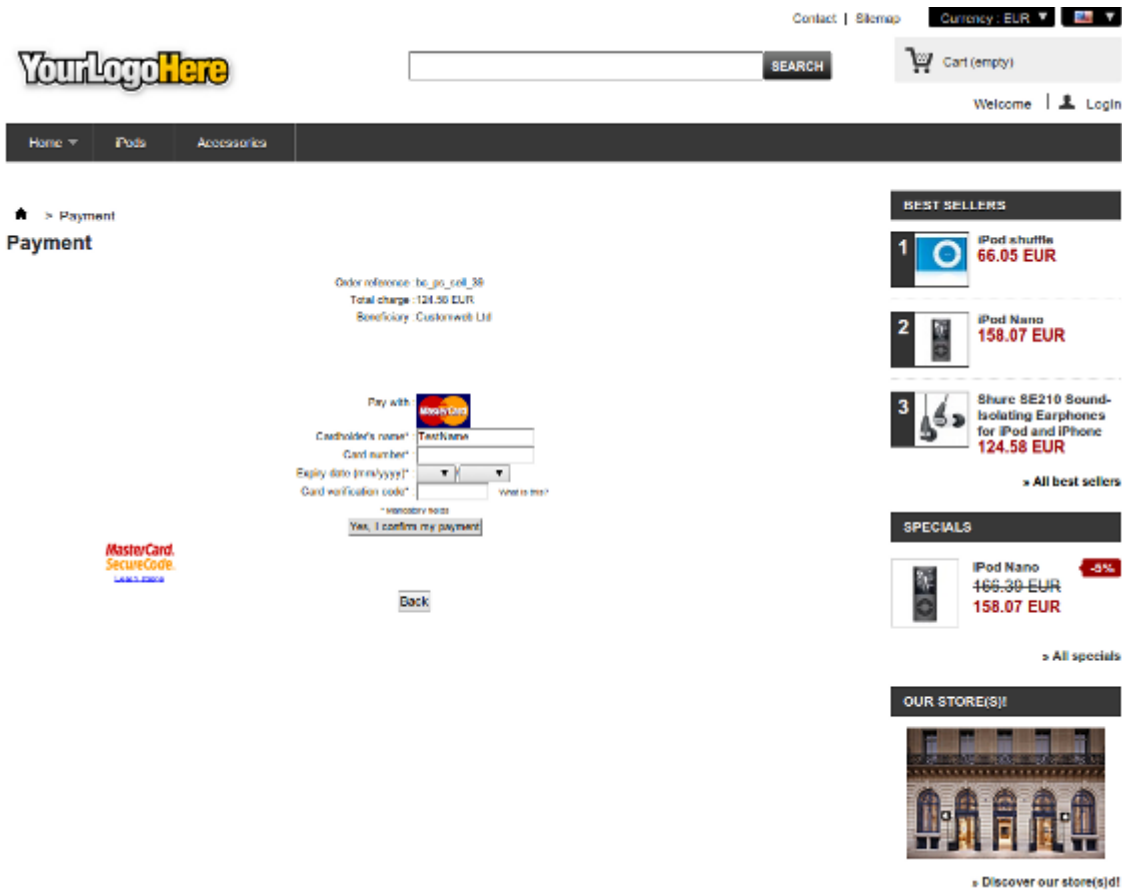 Contact | Sitemap Currency : EUR
YourLogoHere
SEARCH
Cart (empty)
Welcome | Login
Home iPods Accessories
> Payment
Payment
Order reference : bc_ps_sell_39
Total charge : 124.58 EUR
Beneficiary : Customweb Ltd
Pay with :
MasterCard
Cardholder's name* : TestName
Card number* :
Expiry date (mm/yyyy)* : /
Card verification code* : What is this?
* Mandatory fields
Yes, I confirm my payment
MasterCard.
SecureCode.
Learn more
Back
BEST SELLERS
1 iPod shuffle
66.05 EUR
2 iPod Nano
158.07 EUR
3 Shure SE210 Sound-
Isolating Earphones
for iPod and iPhone
124.58 EUR
» All best sellers
SPECIALS
iPod Nano -5%
166.39 EUR
158.07 EUR
» All specials
OUR STORE(S)!
» Discover our store(s)d!